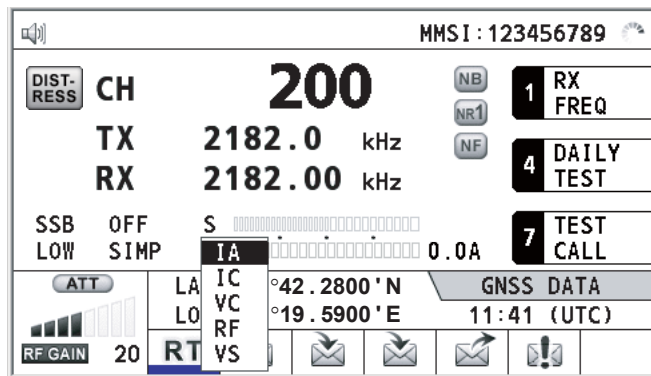 MMSI:123456789
DIST-
RESS
CH 200
TX 2182.0 kHz
RX 2182.00 kHz
NB
NR1
NF
1 RX
FREQ
4 DAILY
TEST
7 TEST
CALL
SSB OFF S
LOW SIMP 0.0A
IA
IC
VC
RF
VS
ATT
RF GAIN 20
LA °42.2800'N
LO °19.5900'E
GNSS DATA
11:41 (UTC)
RT